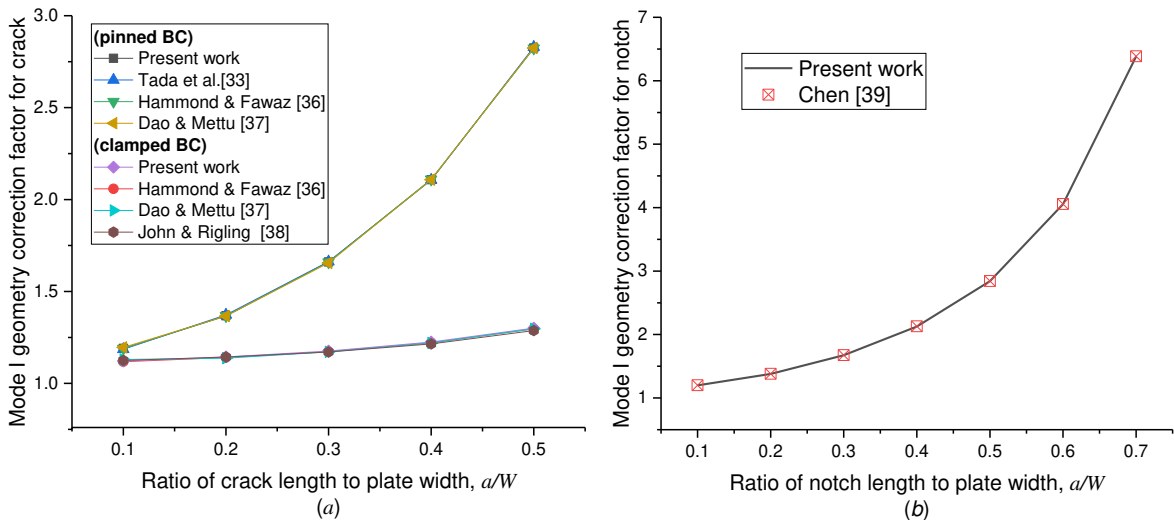 Mode I geometry correction factor for crack
3.0
2.5
2.0
1.5
1.0
(pinned BC)
Present work
Tada et al.[33]
Hammond & Fawaz [36]
Dao & Mettu [37]
(clamped BC)
Present work
Hammond & Fawaz [36]
Dao & Mettu [37]
John & Rigling [38]
0.1 0.2 0.3 0.4 0.5
Ratio of crack length to plate width, a/W
(a)
Mode I geometry correction factor for notch
7
6
5
4
3
2
1
Present work
Chen [39]
0.1 0.2 0.3 0.4 0.5 0.6 0.7
Ratio of notch length to plate width, a/W
(b)